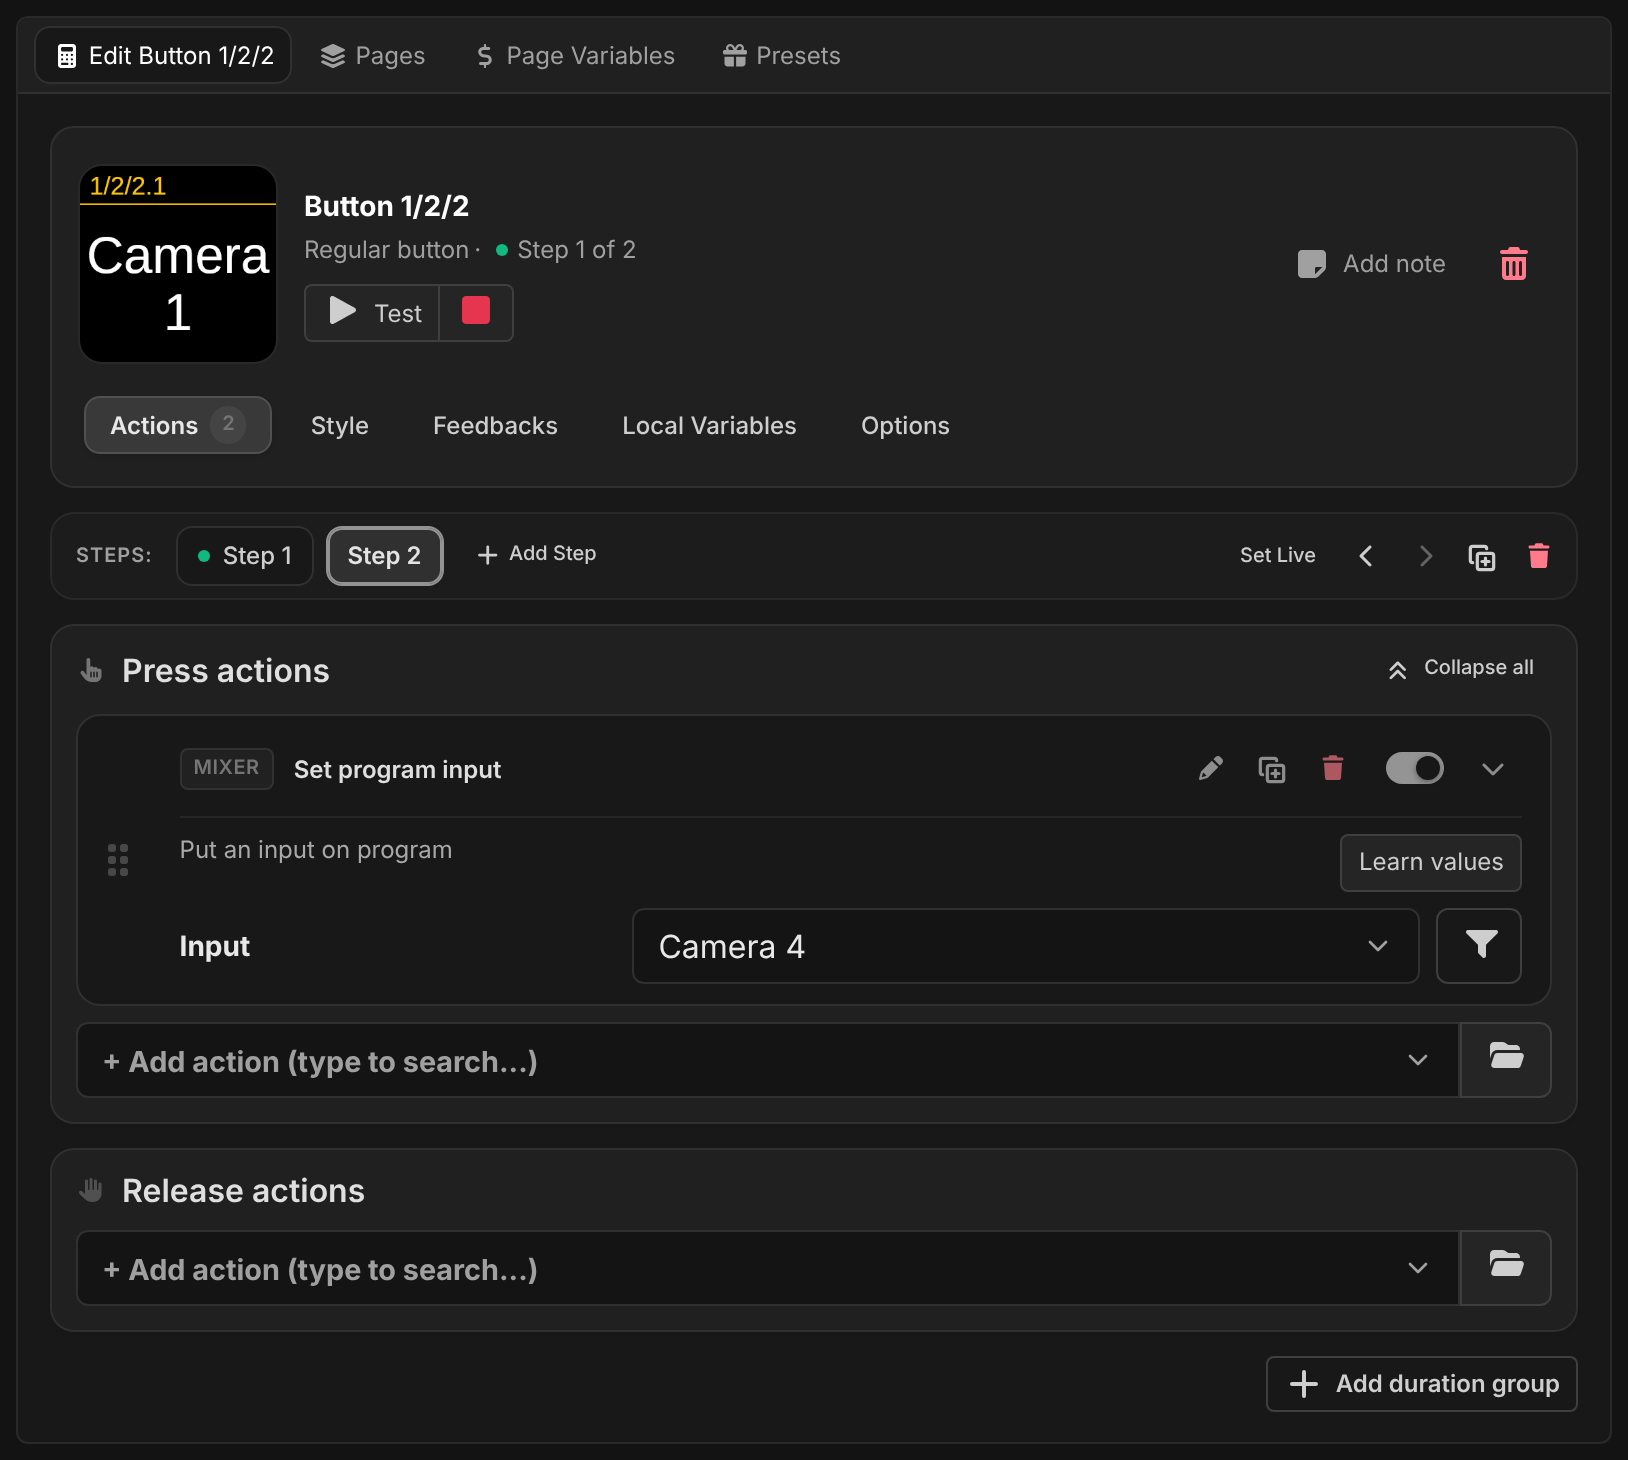 Edit Button 1/2/2 Pages $ Page Variables Presets
1/2/2.1
Camera
1
Button 1/2/2
Regular button · Step 1 of 2
Test
Add note
Actions 2 Style Feedbacks Local Variables Options
STEPS: Step 1 Step 2 + Add Step Set Live
Press actions Collapse all
MIXER Set program input
Put an input on program Learn values
Input Camera 4
+ Add action (type to search...)
Release actions
+ Add action (type to search...)
+ Add duration group